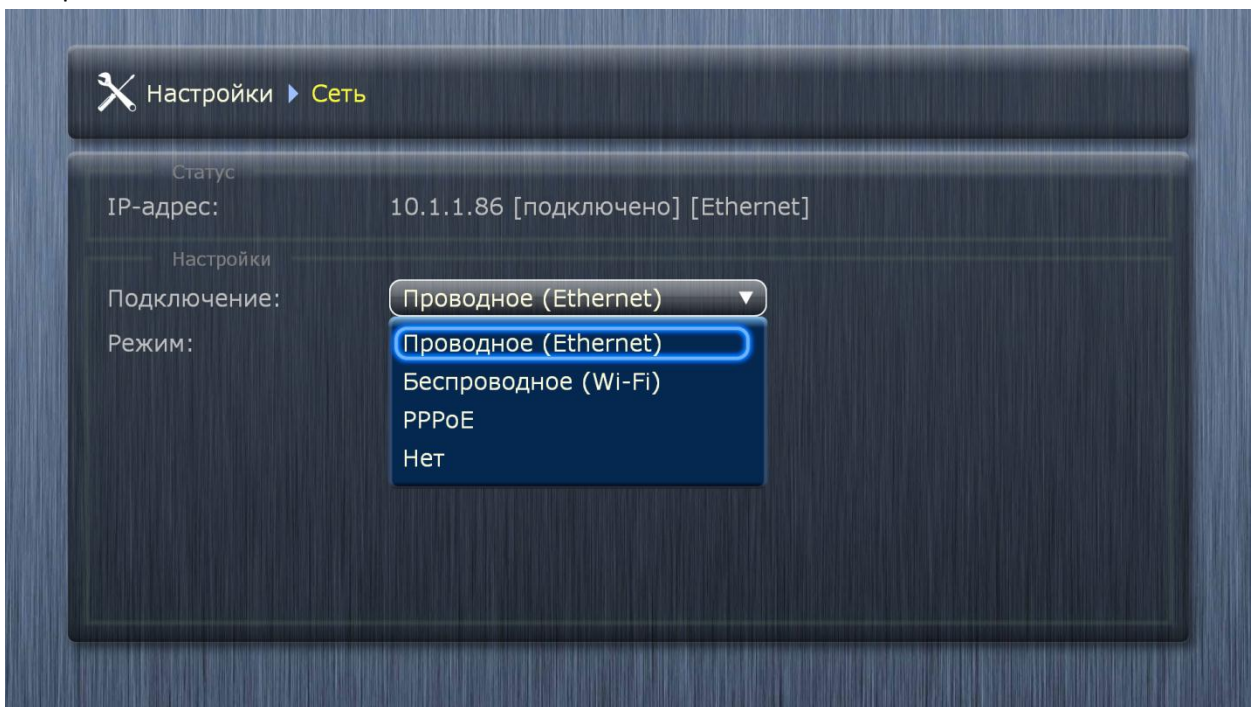 Настройки Сеть
Статус
IP-адрес: 10.1.1.86 [подключено] [Ethernet]
Настройки
Подключение: Проводное (Ethernet)
Режим:
Проводное (Ethernet)
Беспроводное (Wi-Fi)
PPPoE
Нет